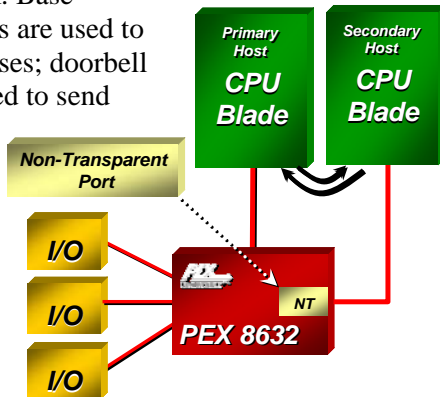 . Base
s are used to
ses; doorbell
ed to send
Primary
Host
CPU
Blade
Secondary
Host
CPU
Blade
Non-Transparent
Port
I/O
I/O
I/O
NT
PEX 8632